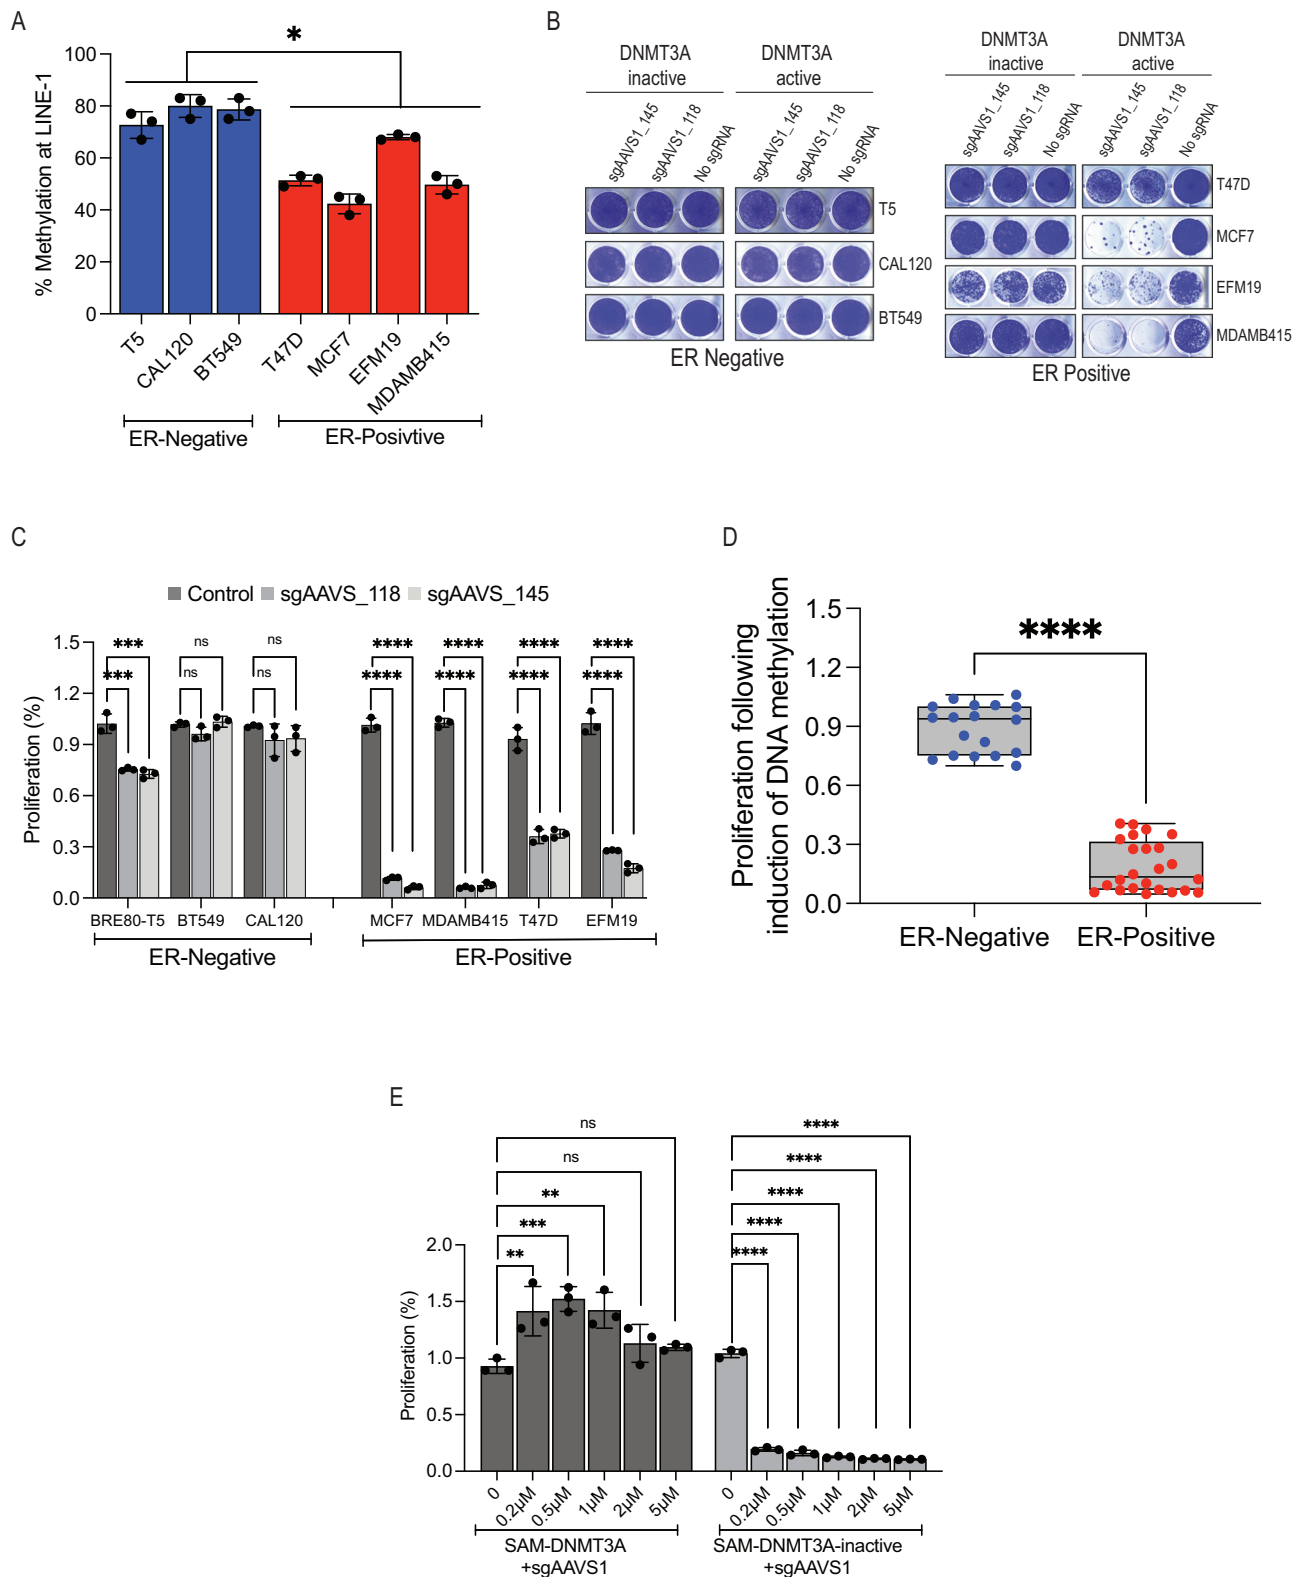 A
*
% Methylation at LINE-1
100
80
60
40
20
0
T5
CAL120
BT549
T47D
MCF7
EFM19
MDAMB415
ER-Negative
ER-Posivtive
B
DNMT3A
inactive
DNMT3A
active
sgAAVS1_145
sgAAVS1_118
No sgRNA
sgAAVS1_145
sgAAVS1_118
No sgRNA
T5
CAL120
BT549
ER Negative
DNMT3A
inactive
DNMT3A
active
sgAAVS1_145
sgAAVS1_118
No sgRNA
sgAAVS1_145
sgAAVS1_118
No sgRNA
T47D
MCF7
EFM19
MDAMB415
ER Positive
C
Control sgAAVS_118 sgAAVS_145
Proliferation (%)
1.5
1.2
0.9
0.6
0.3
0.0
***
***
ns
ns
ns
ns
****
****
****
****
****
****
****
****
BRE80-T5 BT549 CAL120 MCF7 MDAMB415 T47D EFM19
ER-Negative
ER-Positive
D
Proliferation following
induction of DNA methylation
1.5
1.2
0.9
0.6
0.3
0.0
****
ER-Negative ER-Positive
E
Proliferation (%)
2.0
1.5
1.0
0.5
0.0
ns
ns
**
***
**
****
****
****
****
****
0
0.2µM
0.5µM
1µM
2µM
5µM
0
0.2µM
0.5µM
1µM
2µM
5µM
SAM-DNMT3A
+sgAAVS1
SAM-DNMT3A-inactive
+sgAAVS1